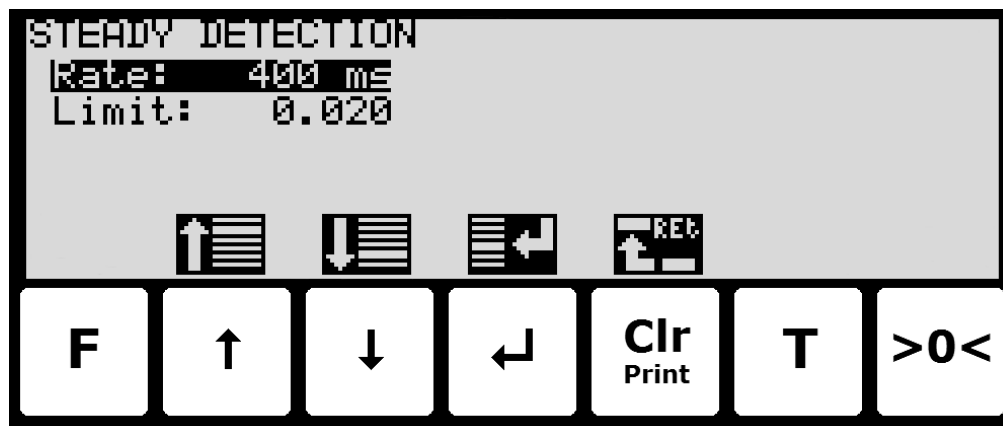 STEADY DETECTION
Rate: 400 ms
Limit: 0.020
REt
F ↑ ↓ ↵ Clr T >0<
Print